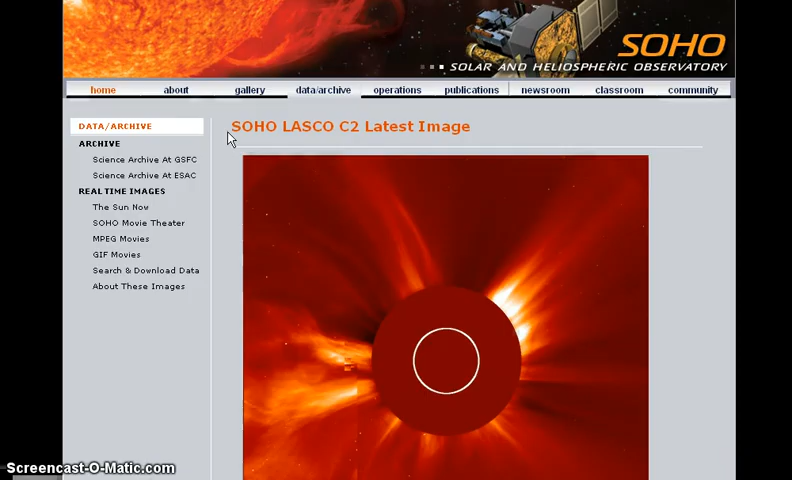 SOHO
SOLAR AND HELIOSPHERIC OBSERVATORY
home about gallery data/archive operations publications newsroom classroom community
DATA/ARCHIVE
ARCHIVE
Science Archive At GSFC
Science Archive At ESAC
REAL TIME IMAGES
The Sun Now
SOHO Movie Theater
MPEG Movies
GIF Movies
Search & Download Data
About These Images
SOHO LASCO C2 Latest Image
Screencast-O-Matic.com